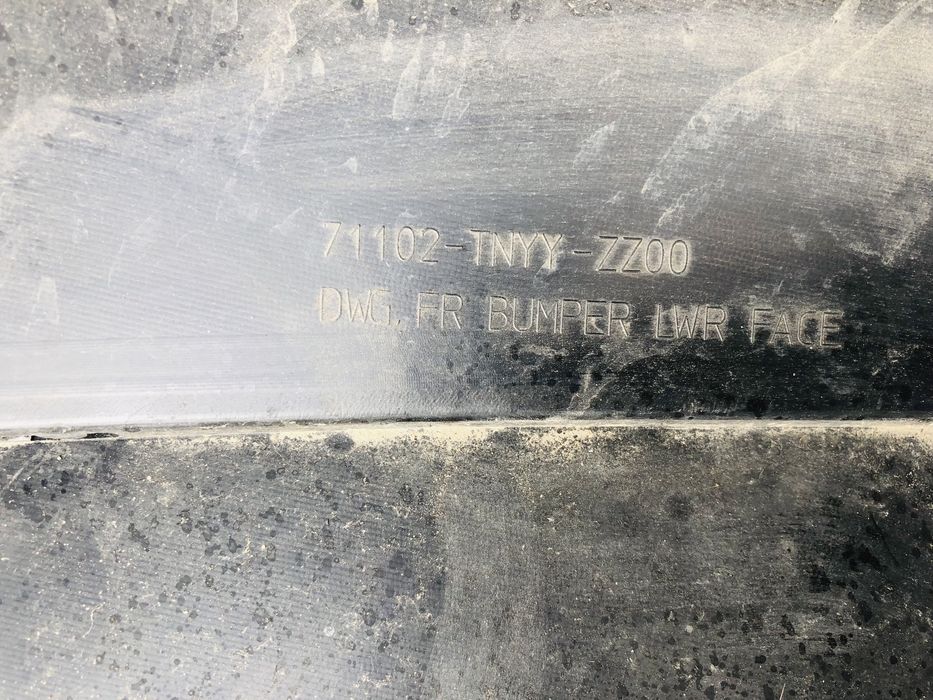 71102-TNYY-ZZ00
DWG, FR BUMPER LWR FACE